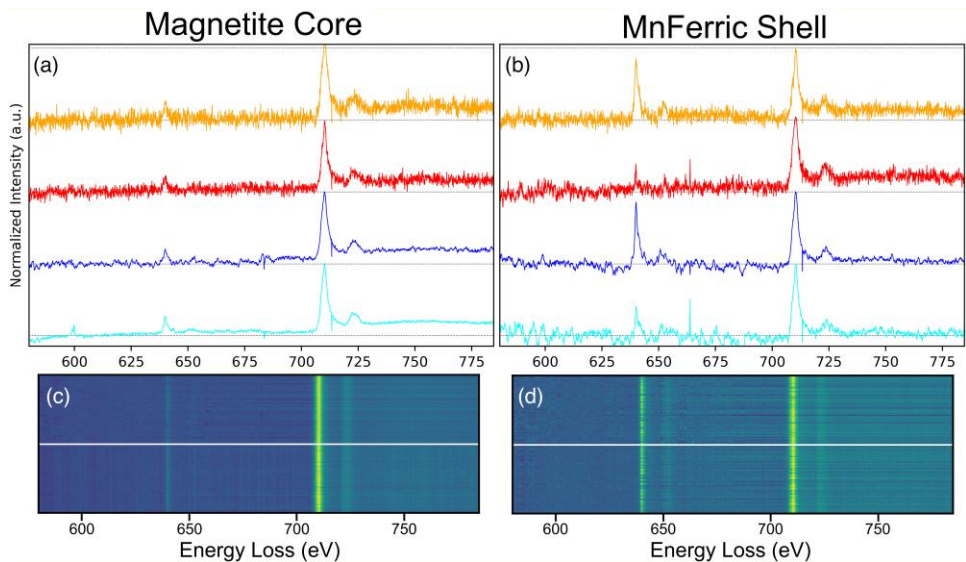 Magnetite Core
MnFerric Shell
(a)
(b)
Normalized Intensity (a.u.)
600 625 650 675 700 725 750 775
600 625 650 675 700 725 750 775
(c)
(d)
600 650 700 750
600 650 700 750
Energy Loss (eV)
Energy Loss (eV)